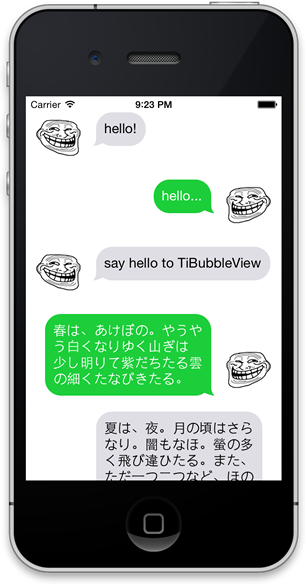 Carrier 9:23 PM
hello!
hello...
say hello to TiBubbleView
春は、あけぼの。やうや
う白くなりゆく山ぎは
少し明りて紫だちたる雲
の細くたなびきたる。
夏は、夜。月の頃はさら
なり。闇もなほ。螢の多
く飛び違ひたる。また、
ただ一つ二つなど、ほの